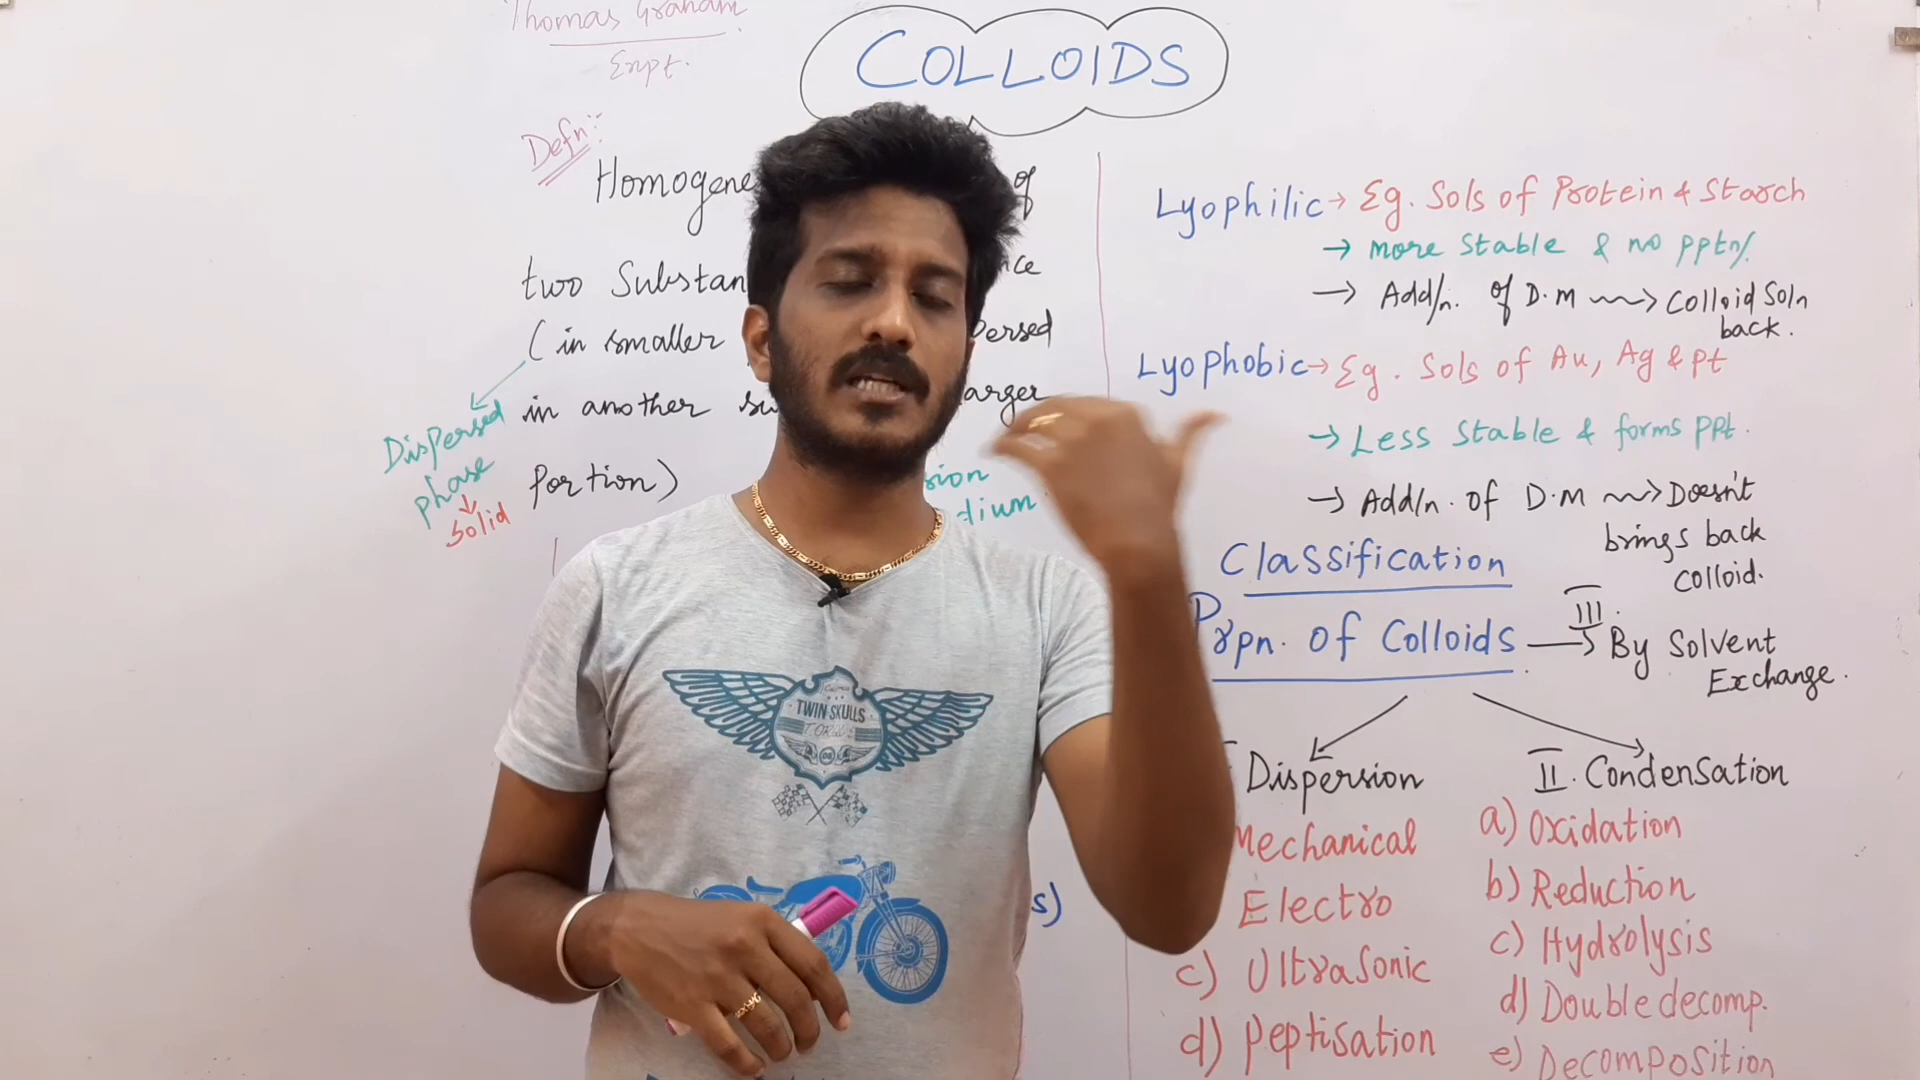 Thomas Graham
Expt.
COLLOIDS
Defn:-
of
two
(in smaller
in another
portion)
Dispersed
phase
Solid
Lyophilic → Eg. Sols of Protein & Starch
→ more stable & no pptn/.
→ Add/n. of D.M → Colloid Soln
back.
Lyophobic → Eg. Sols of Au, Ag & pt
→ Less stable & forms ppt.
→ Add/n. of D.M → Doesn't
brings back
colloid.
Classification
Prpn. of Colloids → III. By Solvent
Exchange.
Dispersion
Mechanical
Electro
c) Ultrasonic
d) Peptisation
II. Condensation
a) Oxidation
b) Reduction
c) Hydrolysis
d) Double decomp.
e) Decomposition
TWIN SKULLS